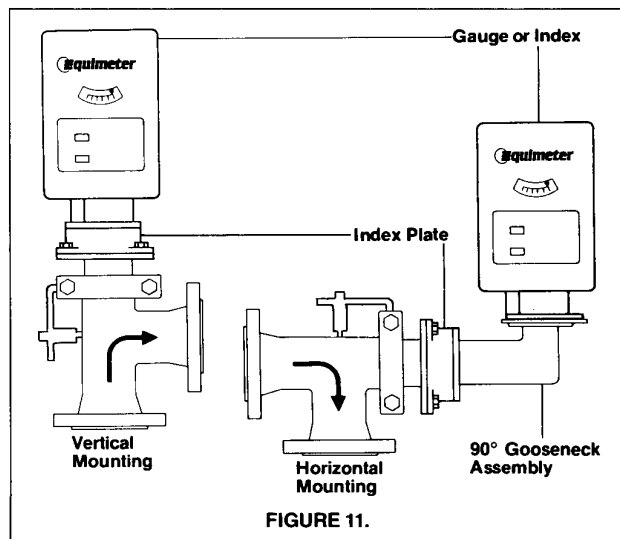 Gauge or Index
Equimeter
Equimeter
Index Plate
Vertical
Mounting
Horizontal
Mounting
90° Gooseneck
Assembly
FIGURE 11.